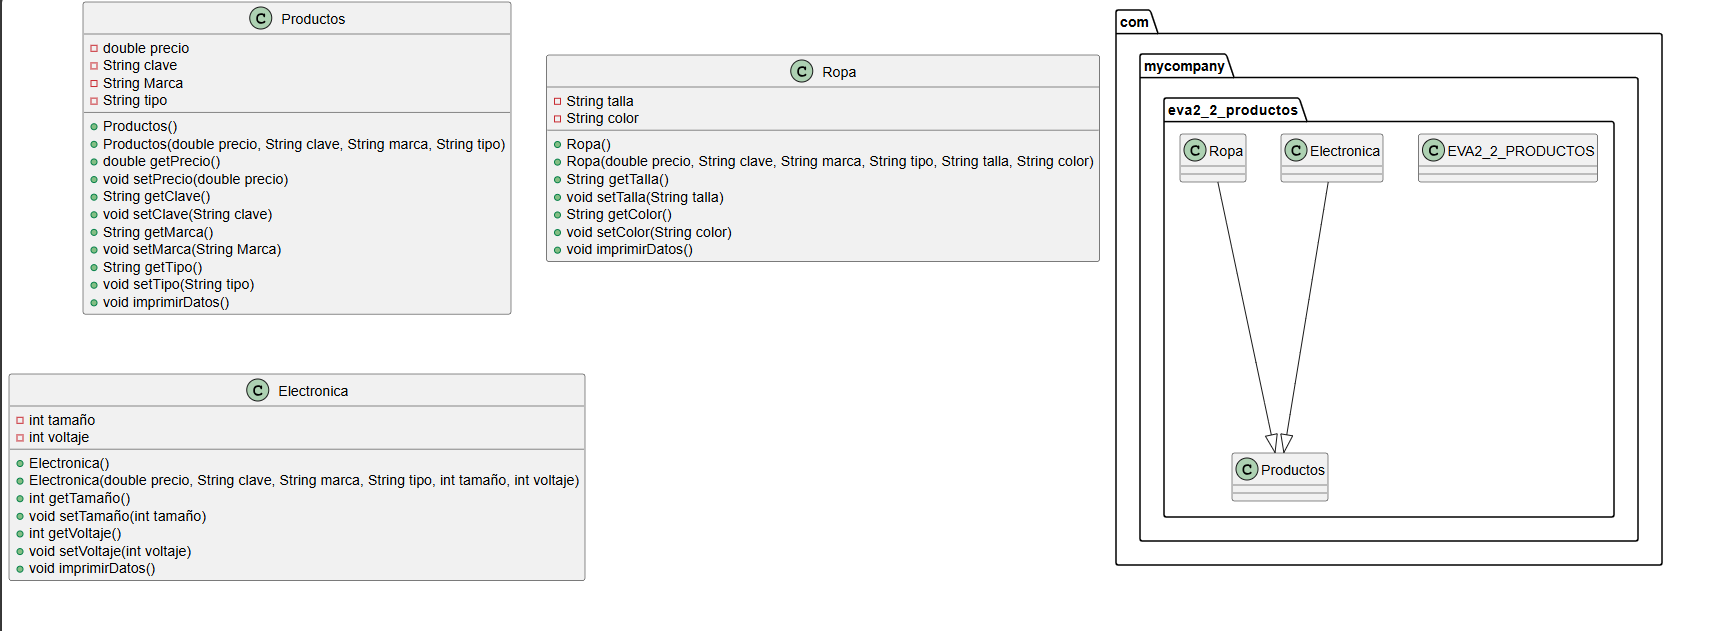 C Productos
double precio
String clave
String Marca
String tipo
Productos()
Productos(double precio, String clave, String marca, String tipo)
double getPrecio()
void setPrecio(double precio)
String getClave()
void setClave(String clave)
String getMarca()
void setMarca(String Marca)
String getTipo()
void setTipo(String tipo)
void imprimirDatos()
C Ropa
String talla
String color
Ropa()
Ropa(double precio, String clave, String marca, String tipo, String talla, String color)
String getTalla()
void setTalla(String talla)
String getColor()
void setColor(String color)
void imprimirDatos()
com
mycompany
eva2_2_productos
C Ropa
C Electronica
C EVA2_2_PRODUCTOS
C Productos
C Electronica
int tamaño
int voltaje
Electronica()
Electronica(double precio, String clave, String marca, String tipo, int tamaño, int voltaje)
int getTamaño()
void setTamaño(int tamaño)
int getVoltaje()
void setVoltaje(int voltaje)
void imprimirDatos()